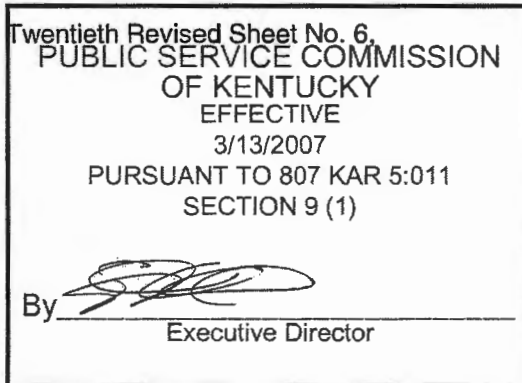 Twentieth Revised Sheet No. 6,
PUBLIC SERVICE COMMISSION
OF KENTUCKY
EFFECTIVE
3/13/2007
PURSUANT TO 807 KAR 5:011
SECTION 9 (1)
By
Executive Director